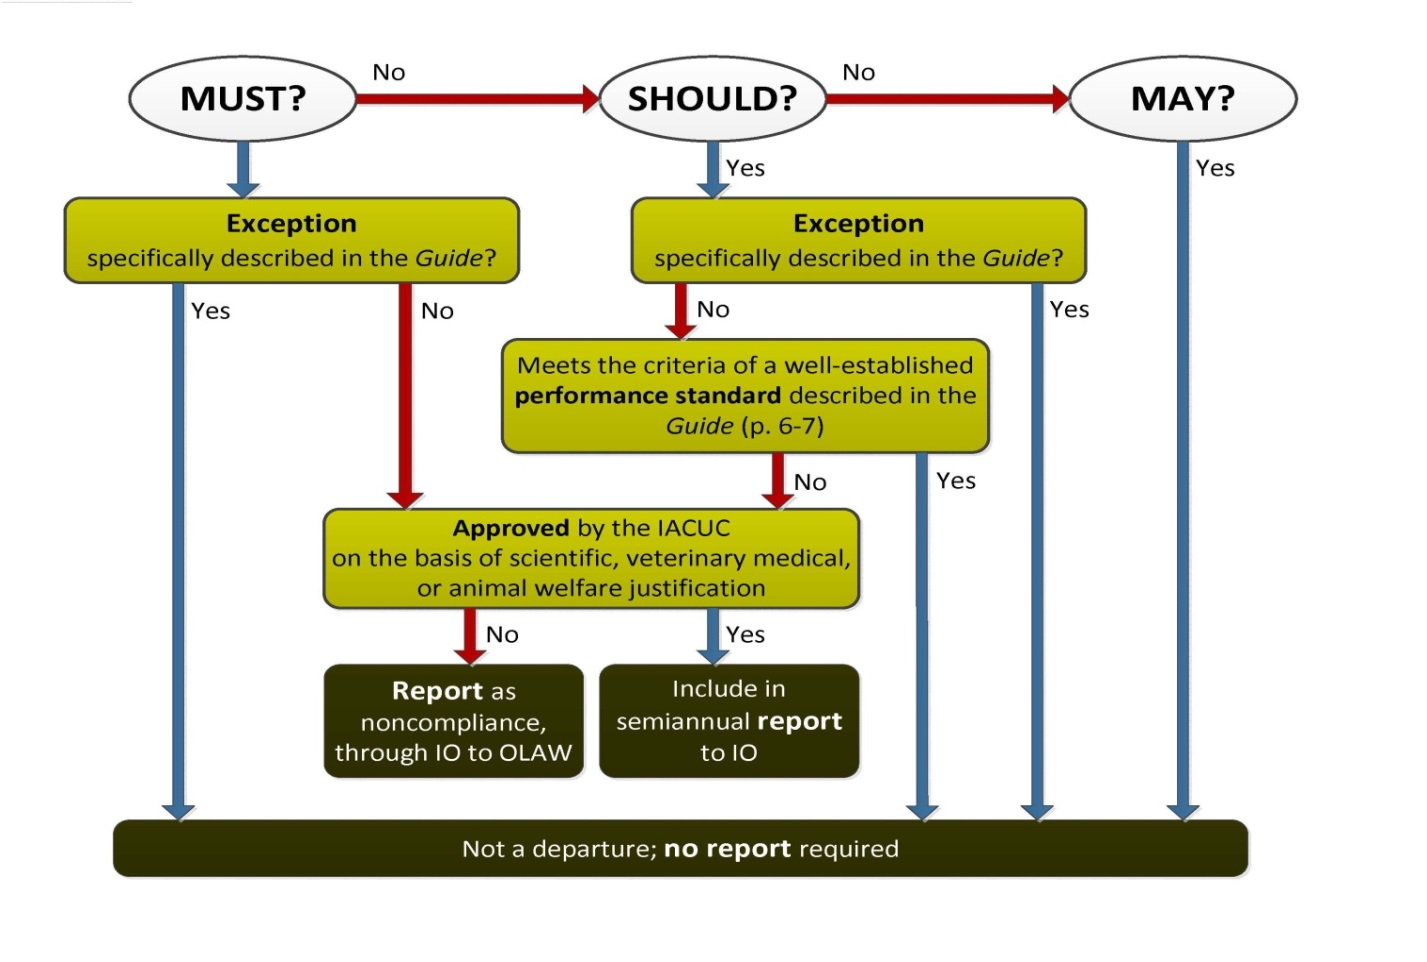 MUST?
No
SHOULD?
No
MAY?
Yes
Yes
Exception
specifically described in the Guide?
Exception
specifically described in the Guide?
Yes
No
No
Yes
Meets the criteria of a well-established
performance standard described in the
Guide (p. 6-7)
No
Yes
Approved by the IACUC
on the basis of scientific, veterinary medical,
or animal welfare justification
No
Yes
Report as
noncompliance,
through IO to OLAW
Include in
semiannual report
to IO
Not a departure; no report required